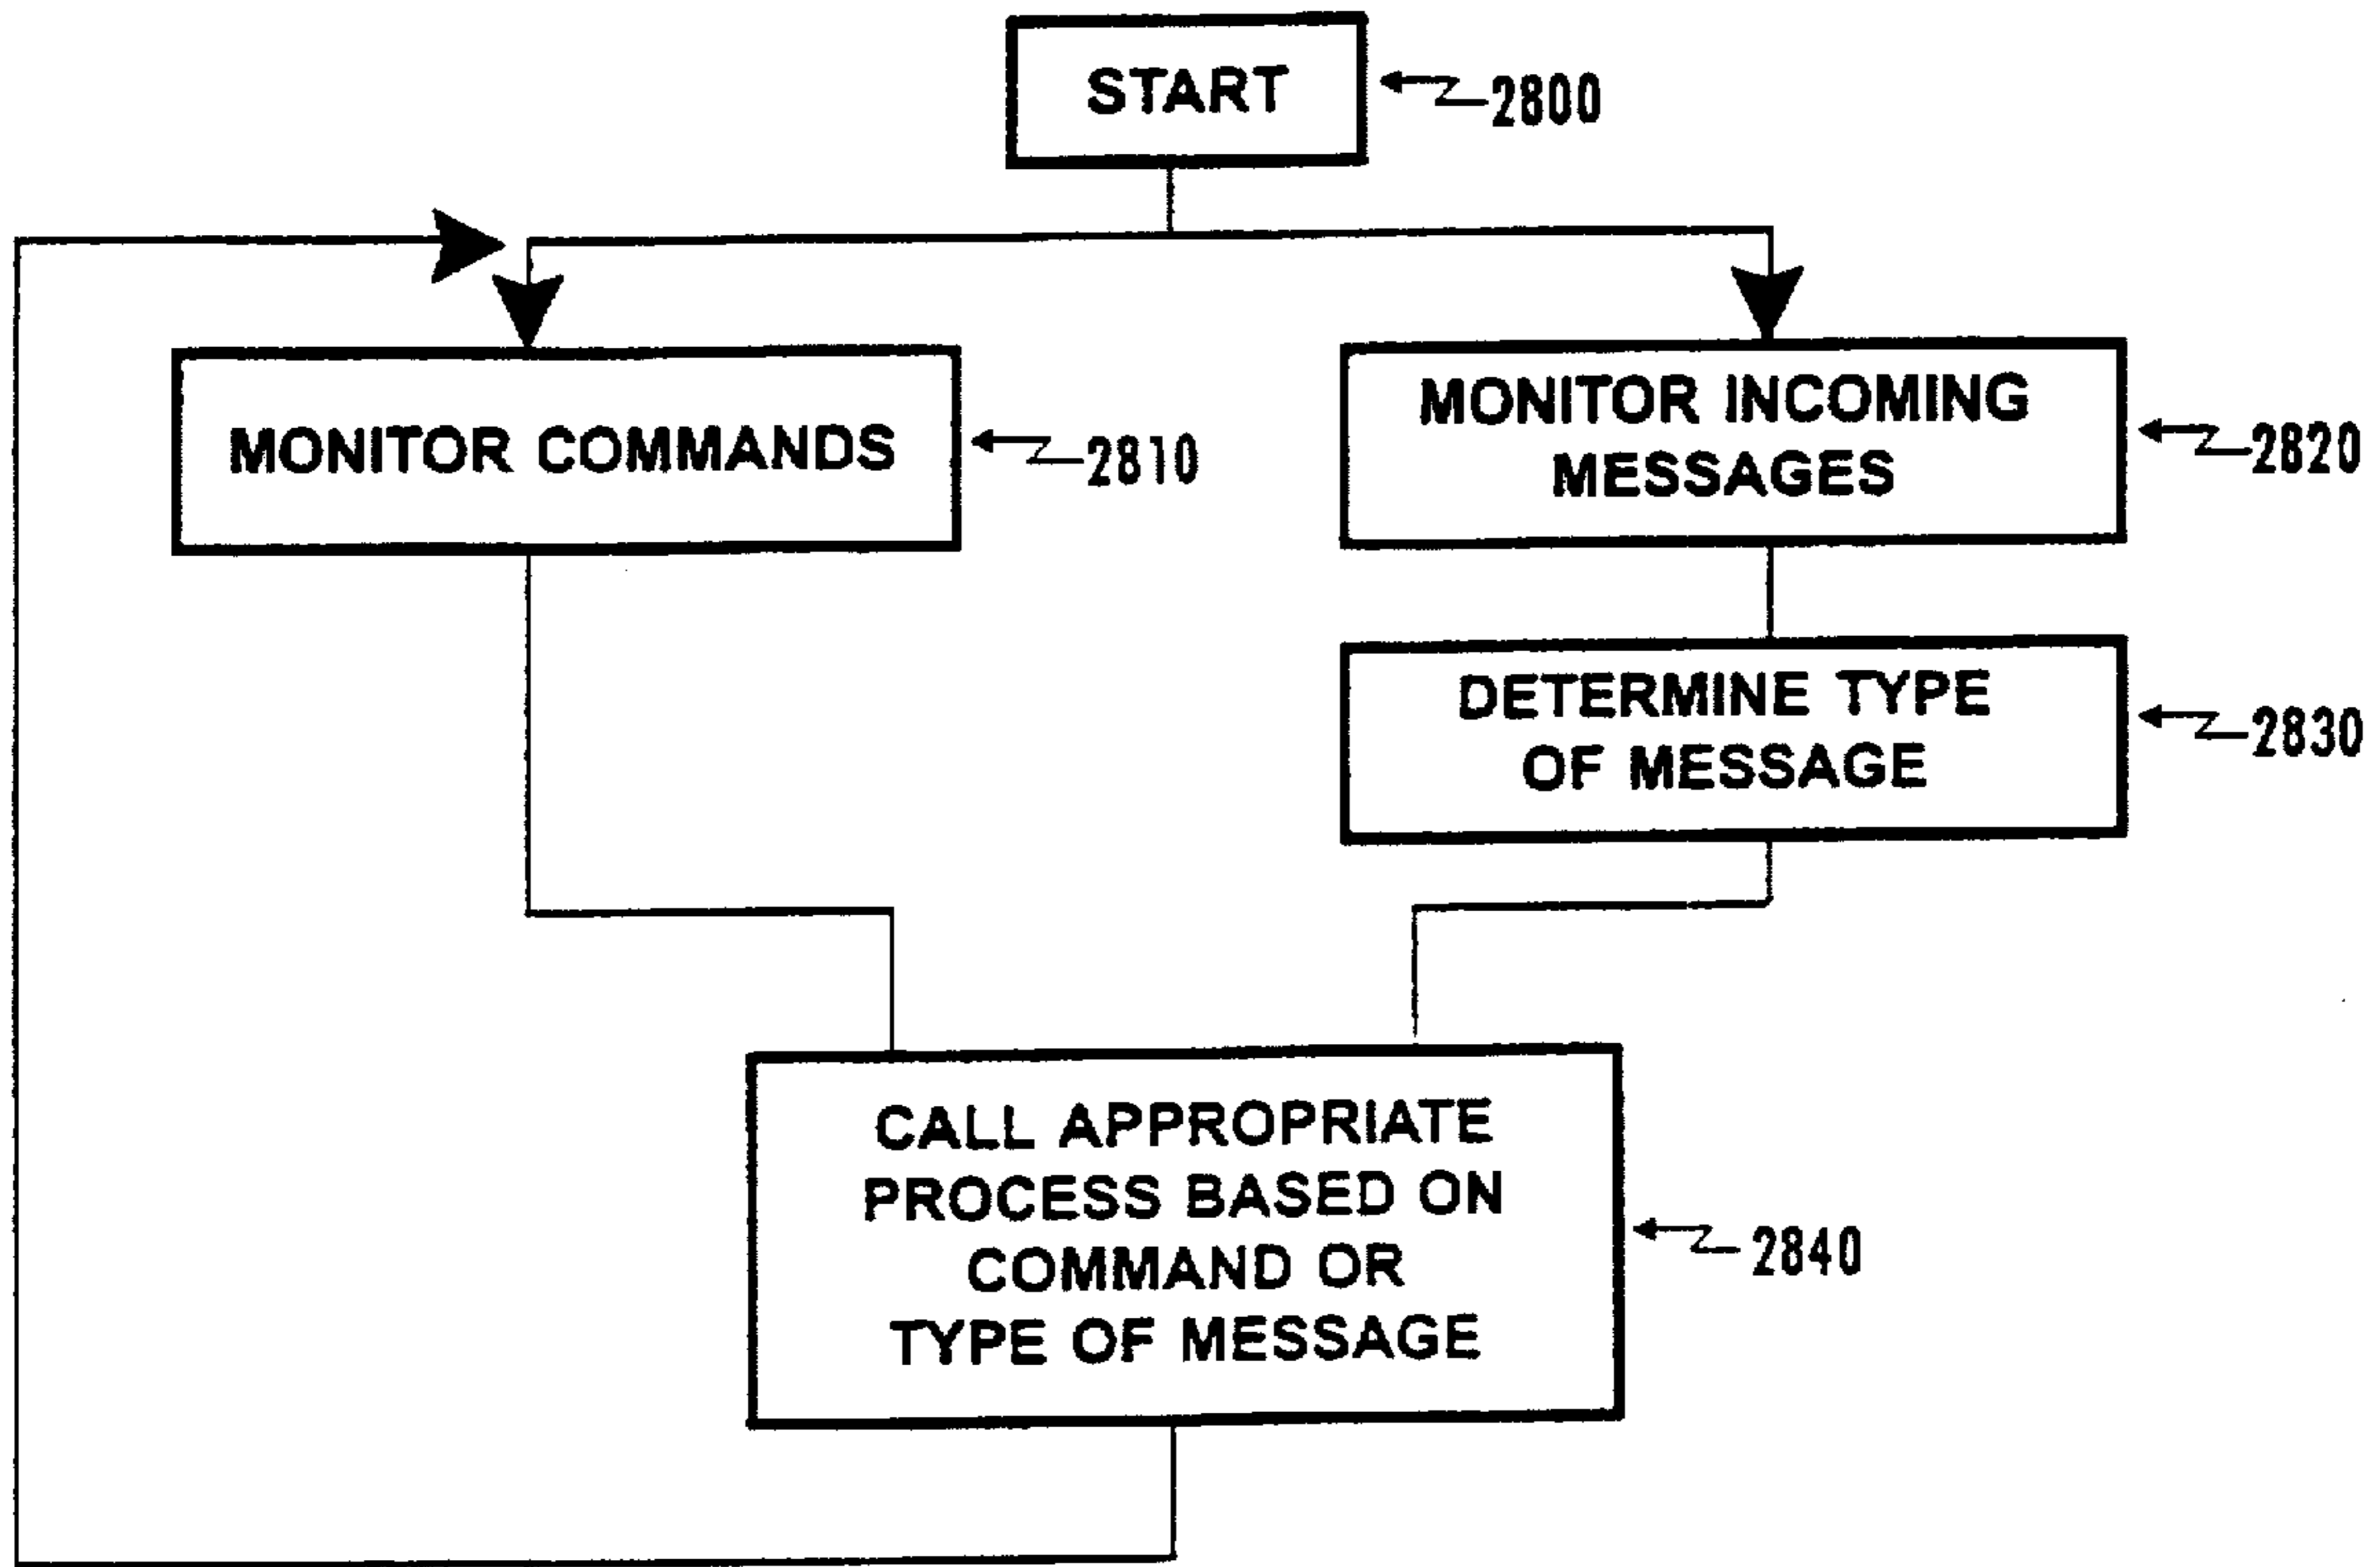 START
2800
MONITOR COMMANDS
2810
MONITOR INCOMING
MESSAGES
2820
DETERMINE TYPE
OF MESSAGE
2830
CALL APPROPRIATE
PROCESS BASED ON
COMMAND OR
TYPE OF MESSAGE
2840